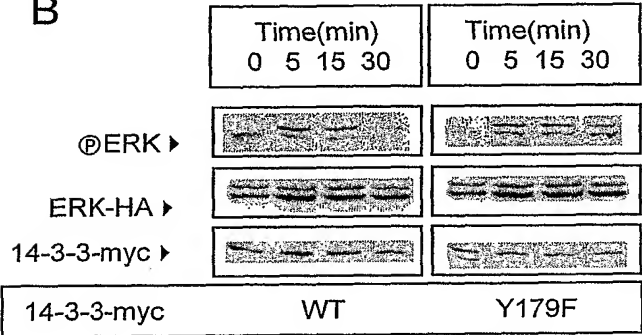 B
Time(min) Time(min)
0 5 15 30 0 5 15 30
ⓅERK ▸
ERK-HA ▸
14-3-3-myc ▸
14-3-3-myc WT Y179F